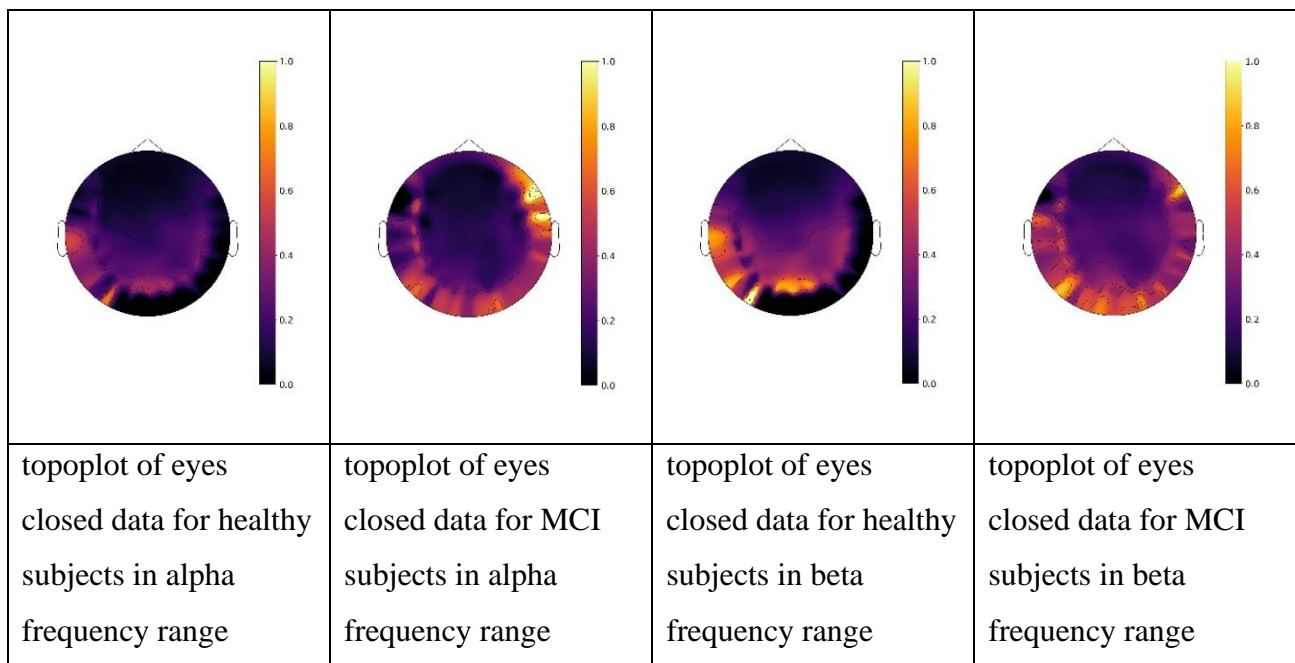 1.0
0.8
0.6
0.4
0.2
0.0
1.0
0.8
0.6
0.4
0.2
0.0
1.0
0.8
0.6
0.4
0.2
0.0
1.0
0.8
0.6
0.4
0.2
0.0
topoplot of eyes
closed data for healthy
subjects in alpha
frequency range
topoplot of eyes
closed data for MCI
subjects in alpha
frequency range
topoplot of eyes
closed data for healthy
subjects in beta
frequency range
topoplot of eyes
closed data for MCI
subjects in beta
frequency range